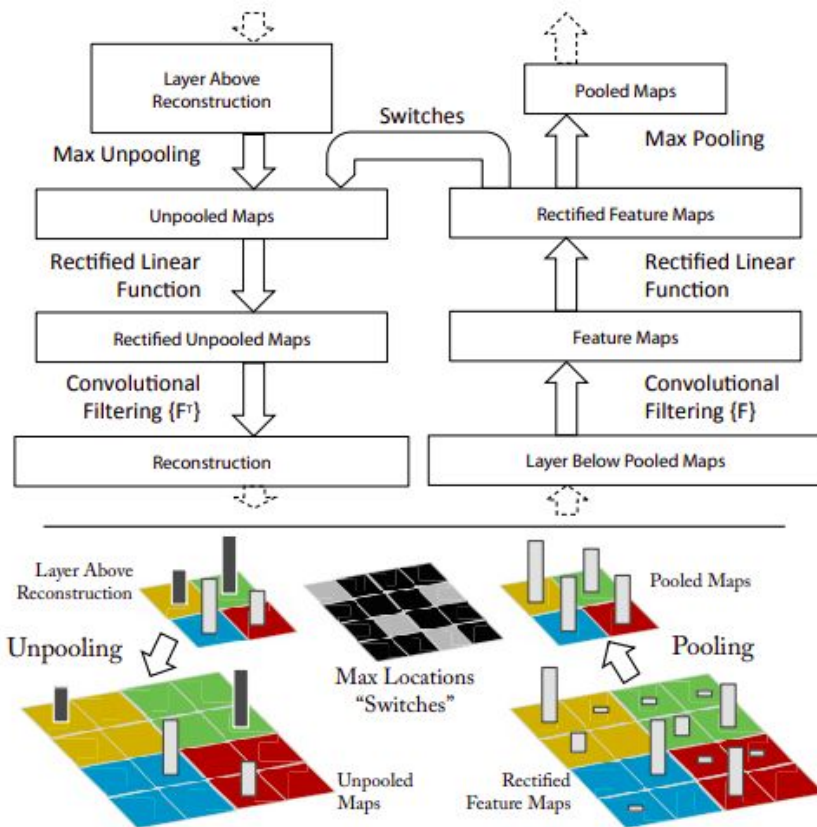 Layer Above
Reconstruction
Pooled Maps
Switches
Max Unpooling
Max Pooling
Unpooled Maps
Rectified Feature Maps
Rectified Linear
Function
Rectified Linear
Function
Rectified Unpooled Maps
Feature Maps
Convolutional
Filtering {Fᵀ}
Convolutional
Filtering {F}
Reconstruction
Layer Below Pooled Maps
Layer Above
Reconstruction
Pooled Maps
Unpooling
Pooling
Max Locations
“Switches”
Unpooled
Maps
Rectified
Feature Maps